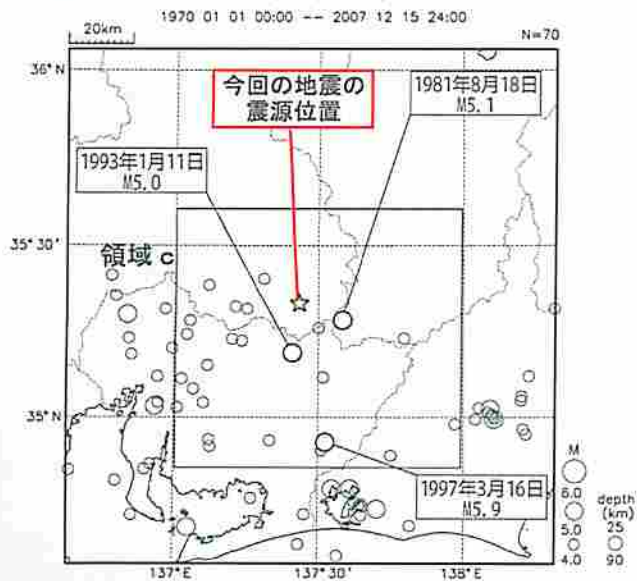 1970 01 01 00:00 -- 2007 12 15 24:00
20km
N=70
36°N
今回の地震の
震源位置
1981年8月18日
M5.1
1993年1月11日
M5.0
35°30'
領域 c
35°N
1997年3月16日
M5.9
M
6.0
5.0
4.0
depth
(km)
25
90
137°E
137°30'
138°E